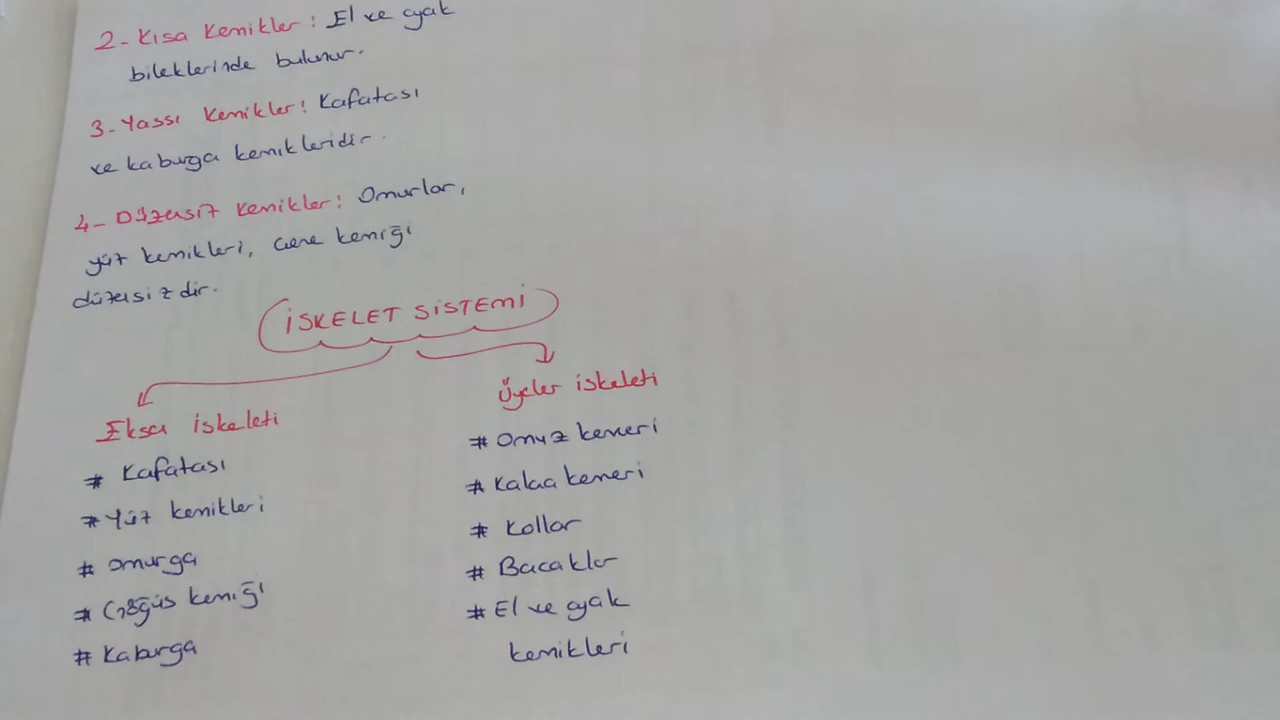 2- Kısa Kemikler: El ve ayak
bileklerinde bulunur.
3- Yassı Kemikler: Kafatası
ve kaburga kemikleridir.
4- Düzensiz Kemikler: Omurlar,
yüz kemikleri, çene kemiği
düzensizdir.
İSKELET SİSTEMİ
Eksen iskeleti
# Kafatası
# Yüz kemikleri
# Omurga
# Göğüs kemiği
# Kaburga
Üyeler iskeleti
# Omuz kemeri
# Kalça kemeri
# Kollar
# Bacaklar
# El ve ayak
kemikleri